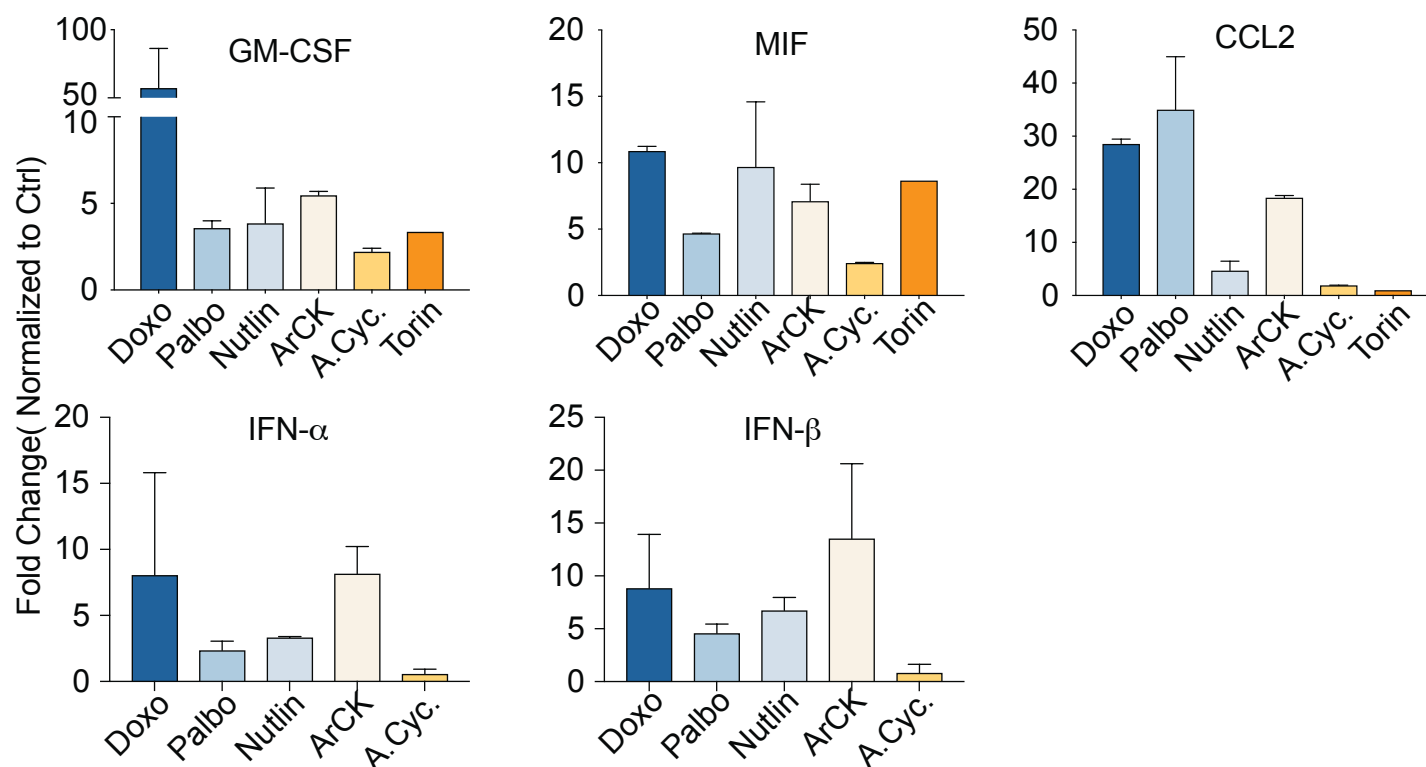 Fold Change( Normalized to Ctrl)
GM-CSF
100
50
10
5
0
Doxo
Palbo
Nutlin
ArCK
A.Cyc.
Torin
MIF
20
15
10
5
0
Doxo
Palbo
Nutlin
ArCK
A.Cyc.
Torin
CCL2
50
40
30
20
10
0
Doxo
Palbo
Nutlin
ArCK
A.Cyc.
Torin
IFN-α
20
15
10
5
0
Doxo
Palbo
Nutlin
ArCK
A.Cyc.
IFN-β
25
20
15
10
5
0
Doxo
Palbo
Nutlin
ArCK
A.Cyc.